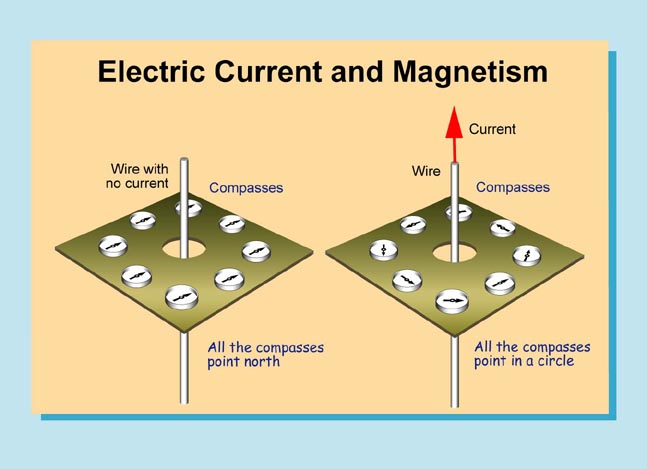 Electric Current and Magnetism
Wire with
no current
Compasses
All the compasses
point north
Current
Wire
Compasses
All the compasses
point in a circle